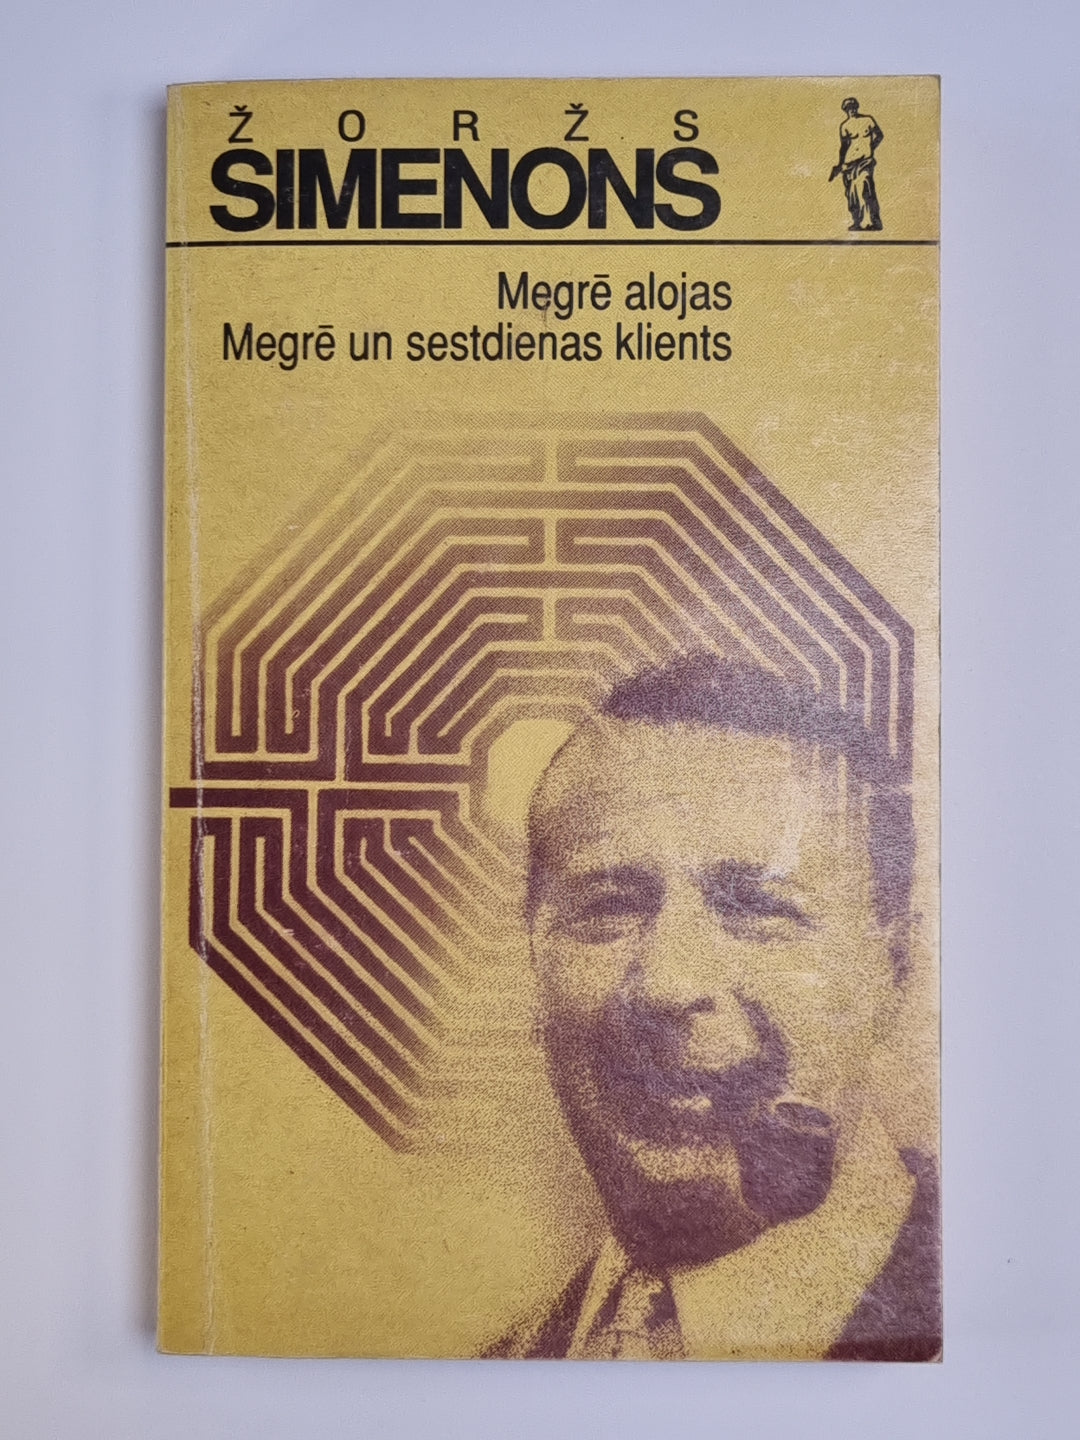 ŽORŽS
SIMENONS
Megrē alojas
Megrē un sestdienas klients